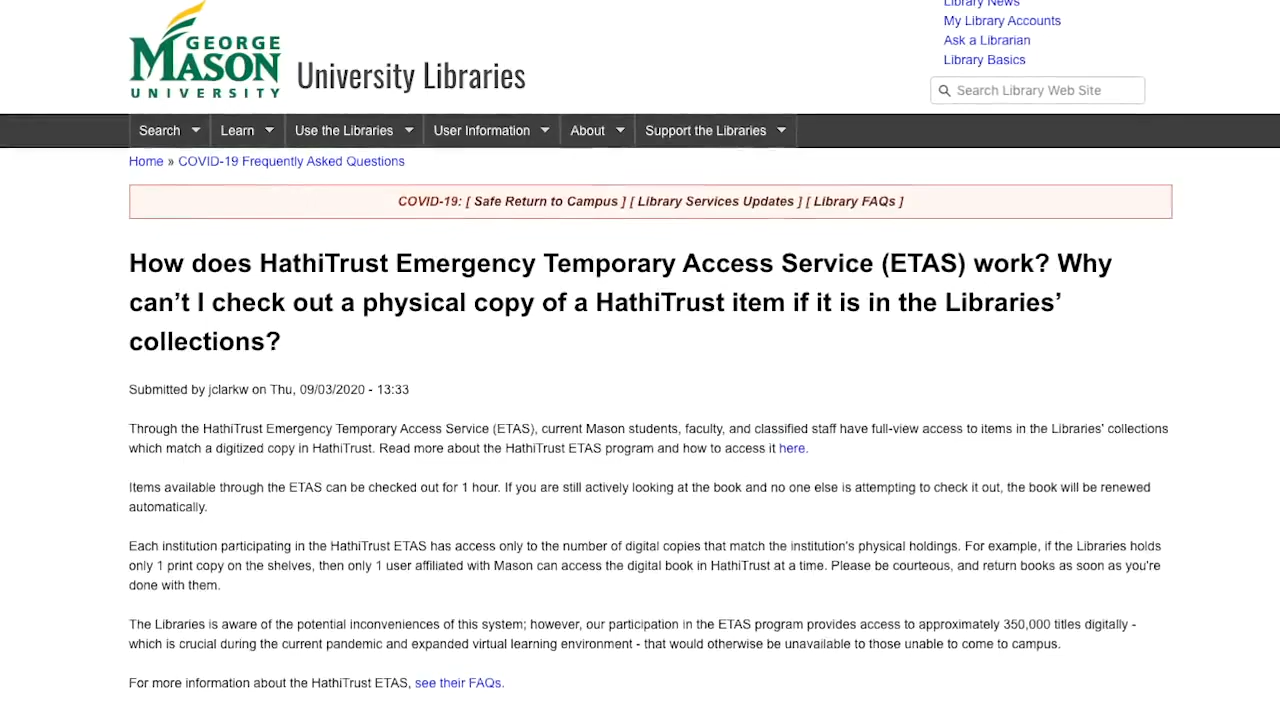 GEORGE
MASON
UNIVERSITY
University Libraries
Library News
My Library Accounts
Ask a Librarian
Library Basics
Search Library Web Site
Search Learn Use the Libraries User Information About Support the Libraries
Home » COVID-19 Frequently Asked Questions
COVID-19: [ Safe Return to Campus ] [ Library Services Updates ] [ Library FAQs ]
How does HathiTrust Emergency Temporary Access Service (ETAS) work? Why
can’t I check out a physical copy of a HathiTrust item if it is in the Libraries’
collections?
Submitted by jclarkw on Thu, 09/03/2020 - 13:33
Through the HathiTrust Emergency Temporary Access Service (ETAS), current Mason students, faculty, and classified staff have full-view access to items in the Libraries' collections
which match a digitized copy in HathiTrust. Read more about the HathiTrust ETAS program and how to access it here.
Items available through the ETAS can be checked out for 1 hour. If you are still actively looking at the book and no one else is attempting to check it out, the book will be renewed
automatically.
Each institution participating in the HathiTrust ETAS has access only to the number of digital copies that match the institution's physical holdings. For example, if the Libraries holds
only 1 print copy on the shelves, then only 1 user affiliated with Mason can access the digital book in HathiTrust at a time. Please be courteous, and return books as soon as you're
done with them.
The Libraries is aware of the potential inconveniences of this system; however, our participation in the ETAS program provides access to approximately 350,000 titles digitally -
which is crucial during the current pandemic and expanded virtual learning environment - that would otherwise be unavailable to those unable to come to campus.
For more information about the HathiTrust ETAS, see their FAQs.